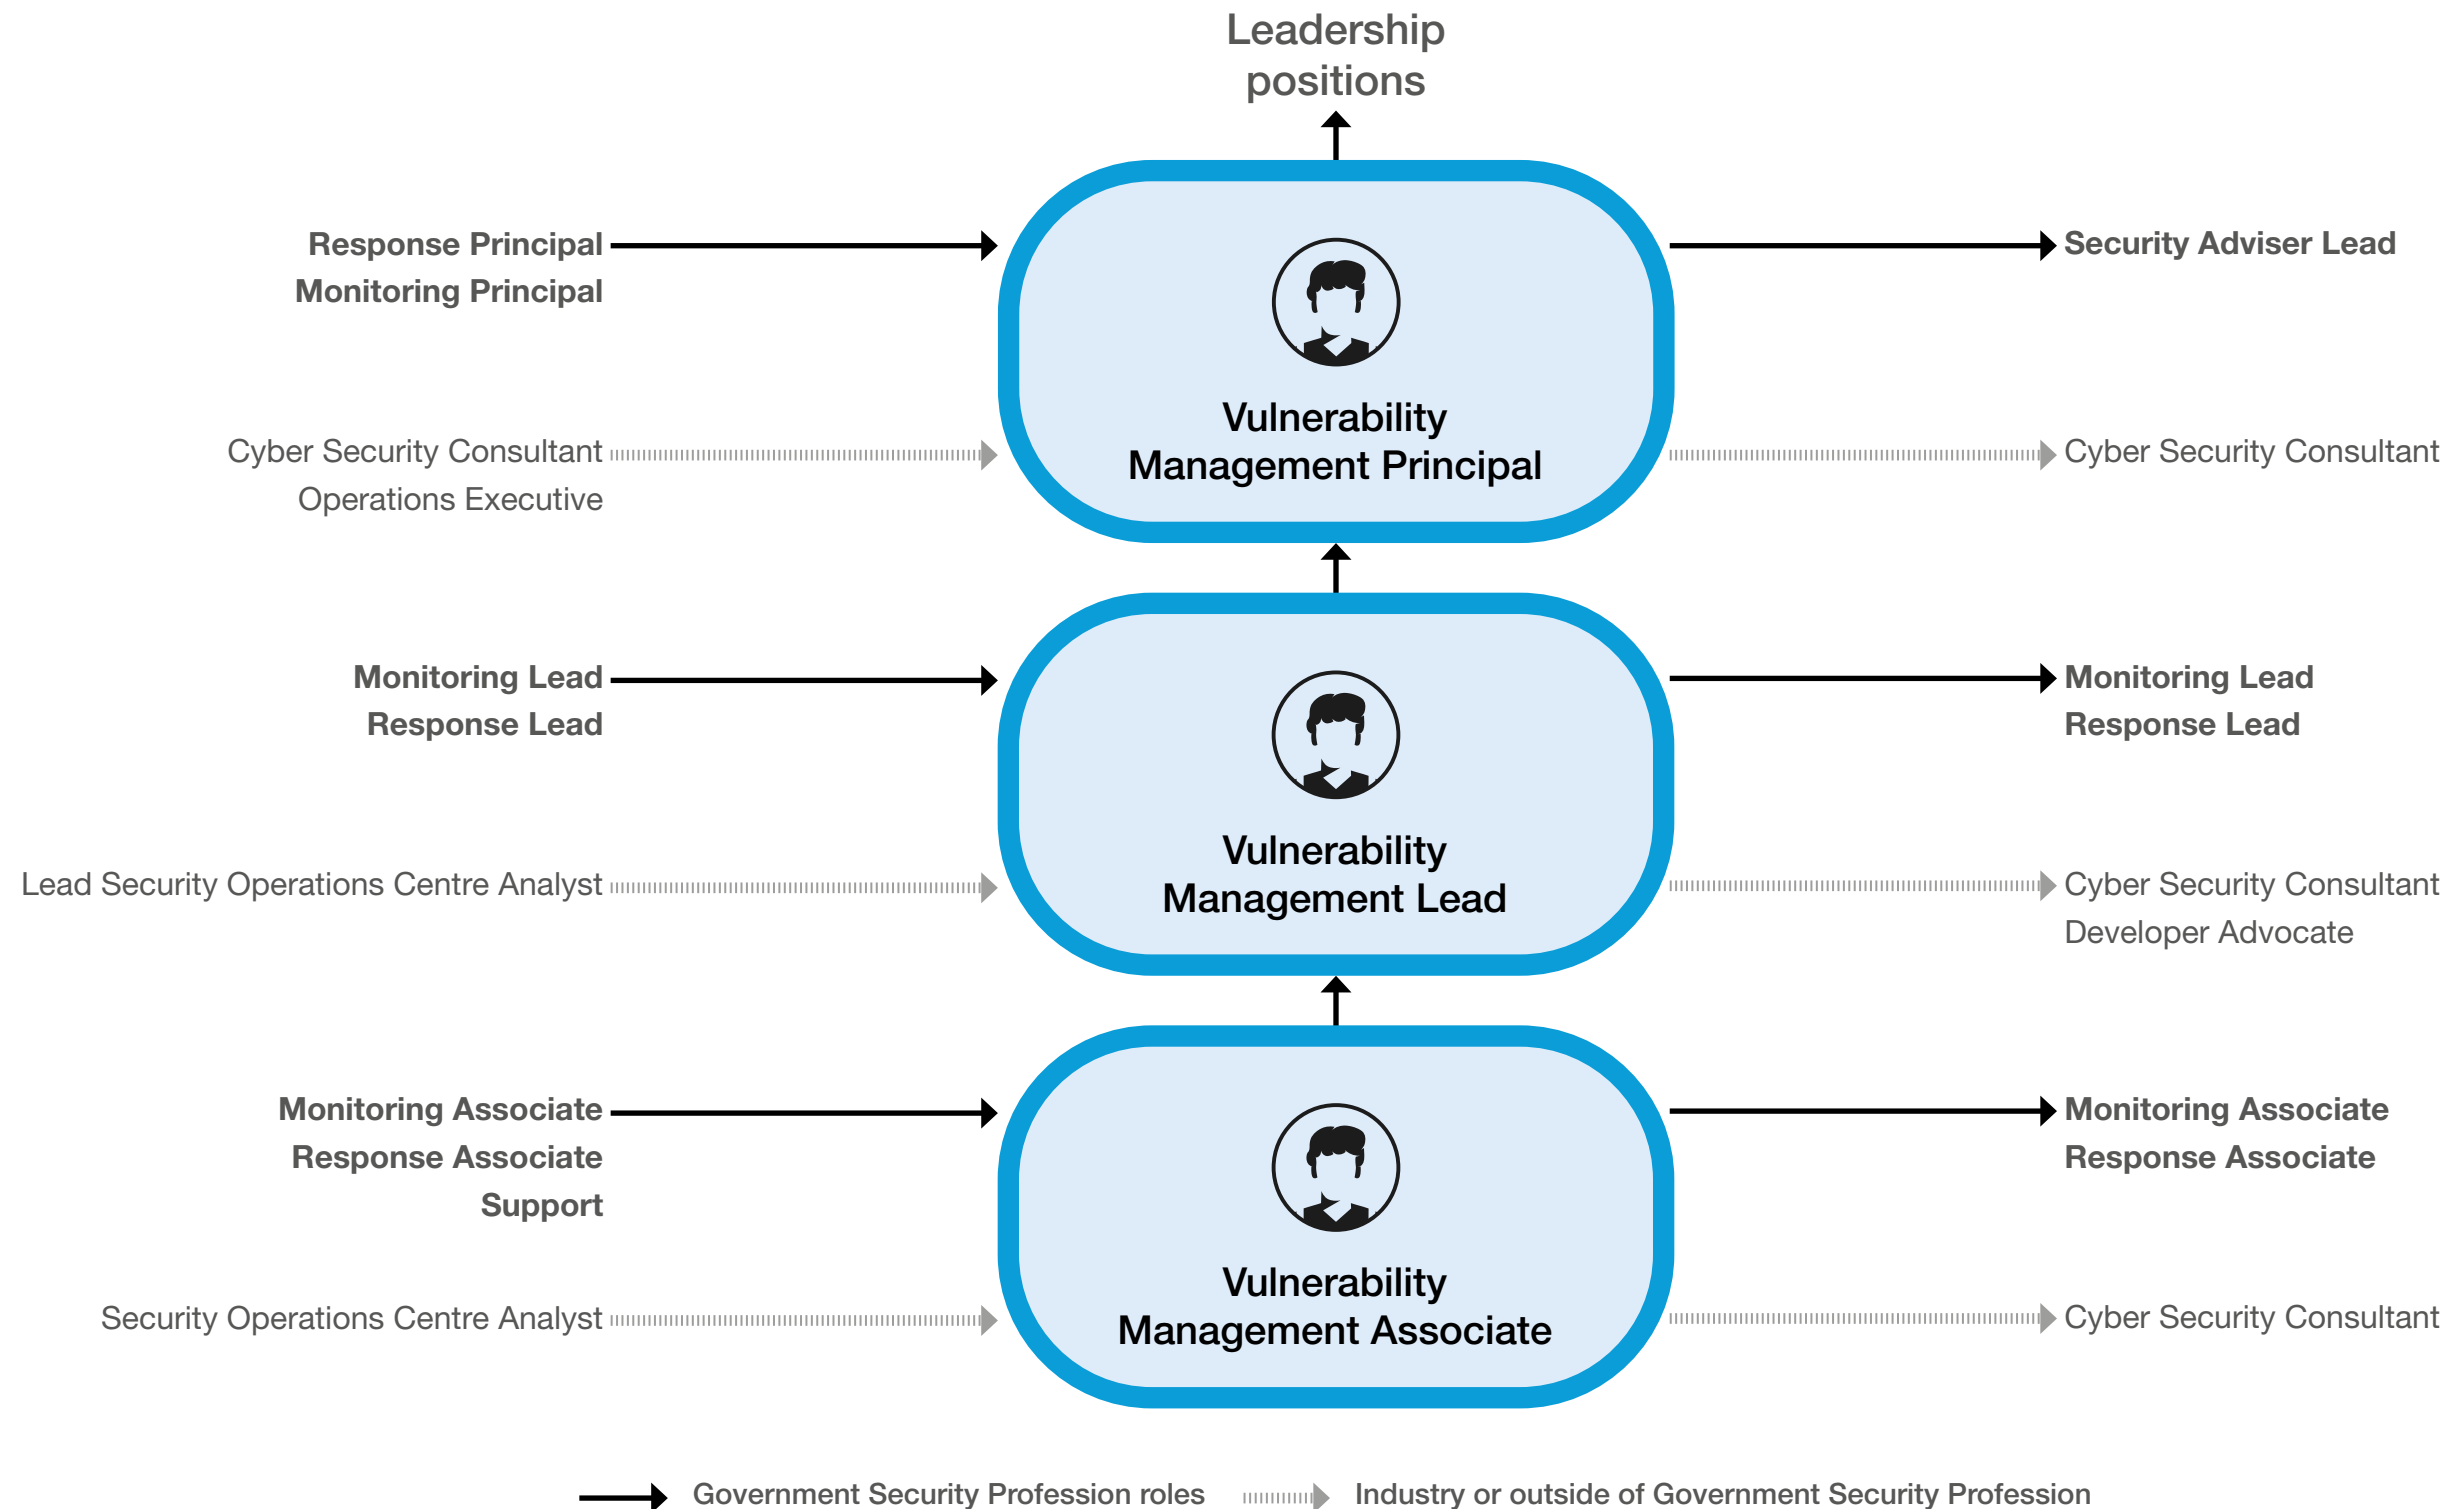 Leadership
positions
Response Principal
Monitoring Principal
Cyber Security Consultant
Operations Executive
Vulnerability
Management Principal
Security Adviser Lead
Cyber Security Consultant
Monitoring Lead
Response Lead
Lead Security Operations Centre Analyst
Vulnerability
Management Lead
Monitoring Lead
Response Lead
Cyber Security Consultant
Developer Advocate
Monitoring Associate
Response Associate
Support
Security Operations Centre Analyst
Vulnerability
Management Associate
Monitoring Associate
Response Associate
Cyber Security Consultant
Government Security Profession roles
Industry or outside of Government Security Profession